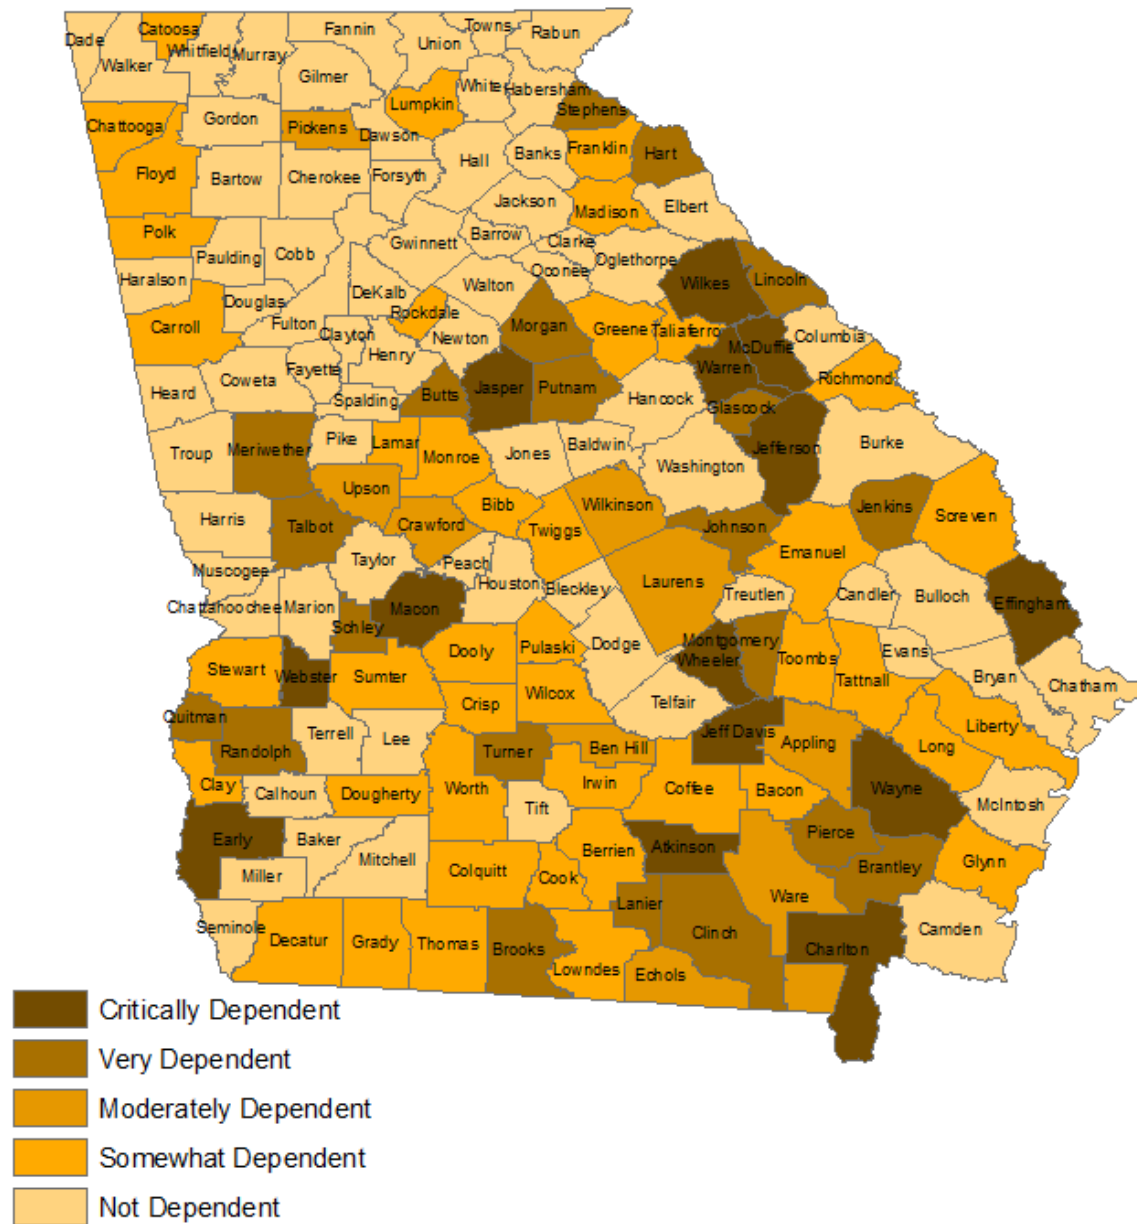 Dade
Catoosa
Whitfield
Murray
Fannin
Union
Towns
Rabun
Walker
Gilmer
White
Habersham
Lumpkin
Stephens
Chattooga
Gordon
Pickens
Dawson
Hall
Banks
Franklin
Hart
Floyd
Bartow
Cherokee
Forsyth
Jackson
Madison
Elbert
Polk
Paulding
Cobb
Gwinnett
Barrow
Clarke
Oconee
Oglethorpe
Haralson
Douglas
DeKalb
Walton
Wilkes
Lincoln
Carroll
Fulton
Clayton
Rockdale
Newton
Morgan
Greene
Taliaferro
McDuffie
Columbia
Heard
Coweta
Fayette
Henry
Spalding
Butts
Jasper
Putnam
Hancock
Warren
Richmond
Glascock
Troup
Meriwether
Pike
Lamar
Monroe
Jones
Baldwin
Washington
Jefferson
Burke
Upson
Harris
Talbot
Crawford
Bibb
Twiggs
Wilkinson
Johnson
Jenkins
Screven
Muscogee
Taylor
Peach
Houston
Bleckley
Laurens
Emanuel
Treutlen
Candler
Bulloch
Effingham
Chattahoochee
Marion
Schley
Macon
Dooly
Pulaski
Dodge
Montgomery
Wheeler
Toombs
Evans
Tattnall
Bryan
Chatham
Stewart
Webster
Sumter
Crisp
Wilcox
Telfair
Quitman
Randolph
Terrell
Lee
Turner
Ben Hill
Jeff Davis
Appling
Long
Liberty
Clay
Calhoun
Dougherty
Worth
Tift
Irwin
Coffee
Bacon
Wayne
McIntosh
Early
Baker
Miller
Mitchell
Colquitt
Cook
Berrien
Atkinson
Pierce
Brantley
Glynn
Ware
Seminole
Decatur
Grady
Thomas
Brooks
Lanier
Lowndes
Echols
Clinch
Charlton
Camden
Critically Dependent
Very Dependent
Moderately Dependent
Somewhat Dependent
Not Dependent